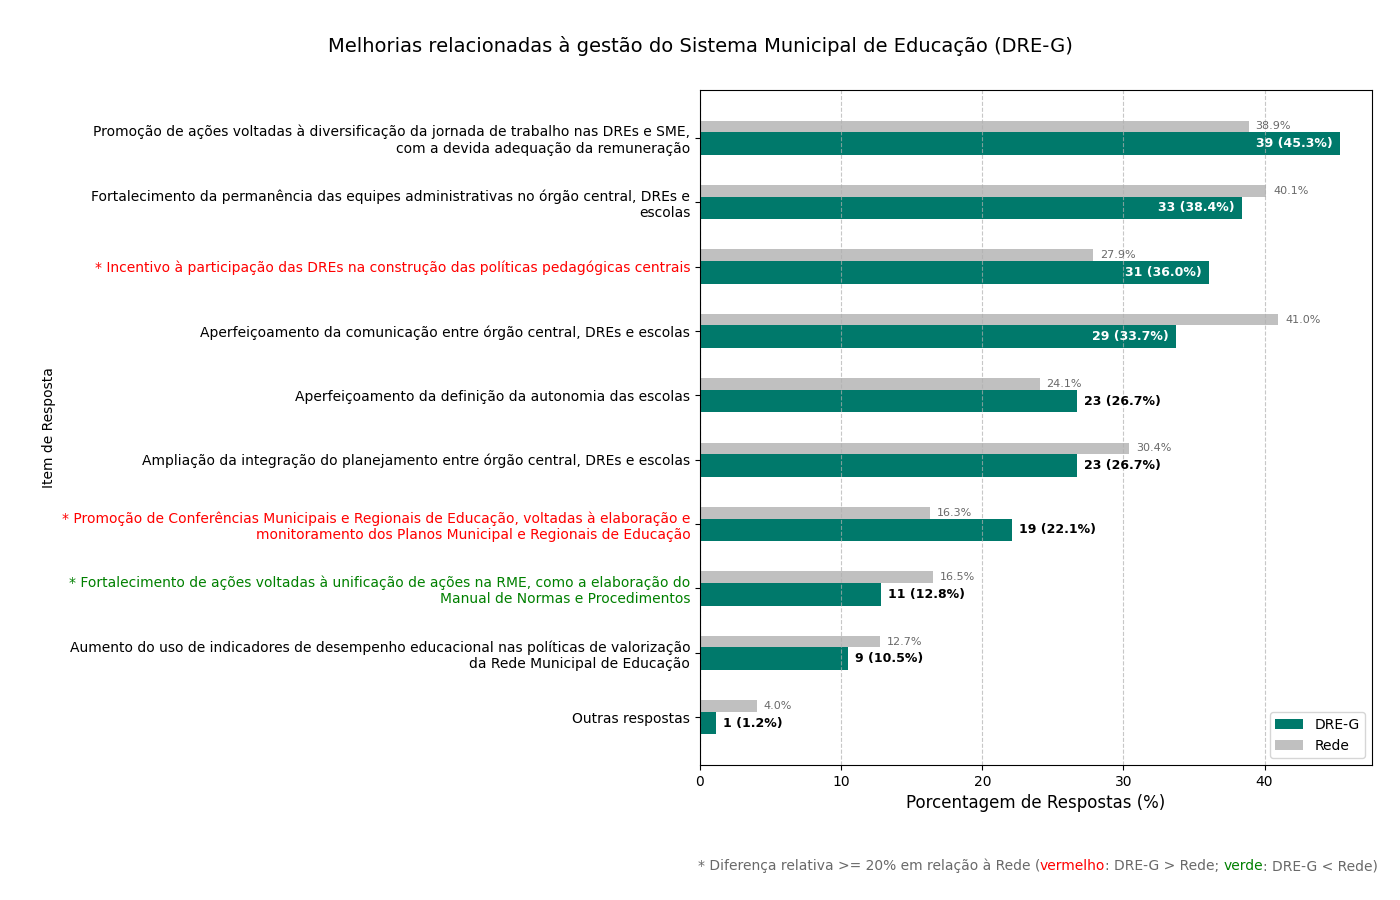 Melhorias relacionadas à gestão do Sistema Municipal de Educação (DRE-G)
Promoção de ações voltadas à diversificação da jornada de trabalho nas DREs e SME,
com a devida adequação da remuneração
38.9%
39 (45.3%)
Fortalecimento da permanência das equipes administrativas no órgão central, DREs e
escolas
40.1%
33 (38.4%)
* Incentivo à participação das DREs na construção das políticas pedagógicas centrais
27.9%
31 (36.0%)
Aperfeiçoamento da comunicação entre órgão central, DREs e escolas
41.0%
29 (33.7%)
Aperfeiçoamento da definição da autonomia das escolas
24.1%
23 (26.7%)
Ampliação da integração do planejamento entre órgão central, DREs e escolas
30.4%
23 (26.7%)
* Promoção de Conferências Municipais e Regionais de Educação, voltadas à elaboração e
monitoramento dos Planos Municipal e Regionais de Educação
16.3%
19 (22.1%)
* Fortalecimento de ações voltadas à unificação de ações na RME, como a elaboração do
Manual de Normas e Procedimentos
16.5%
11 (12.8%)
Aumento do uso de indicadores de desempenho educacional nas políticas de valorização
da Rede Municipal de Educação
12.7%
9 (10.5%)
Outras respostas
4.0%
1 (1.2%)
Item de Resposta
DRE-G
Rede
0 10 20 30 40
Porcentagem de Respostas (%)
* Diferença relativa >= 20% em relação à Rede (vermelho: DRE-G > Rede; verde: DRE-G < Rede)